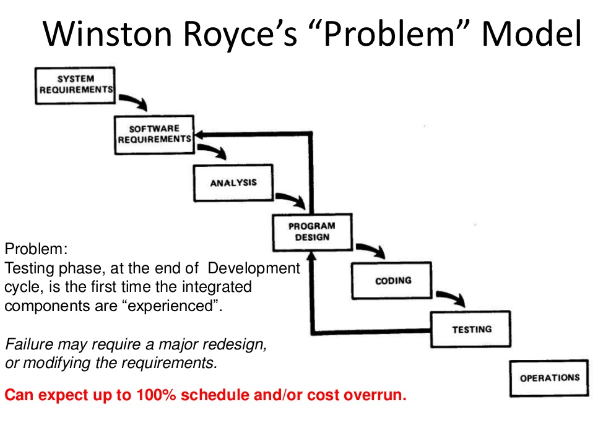 Winston Royce’s “Problem” Model
SYSTEM
REQUIREMENTS
SOFTWARE
REQUIREMENTS
ANALYSIS
PROGRAM
DESIGN
CODING
TESTING
OPERATIONS
Problem:
Testing phase, at the end of Development
cycle, is the first time the integrated
components are “experienced”.
Failure may require a major redesign,
or modifying the requirements.
Can expect up to 100% schedule and/or cost overrun.